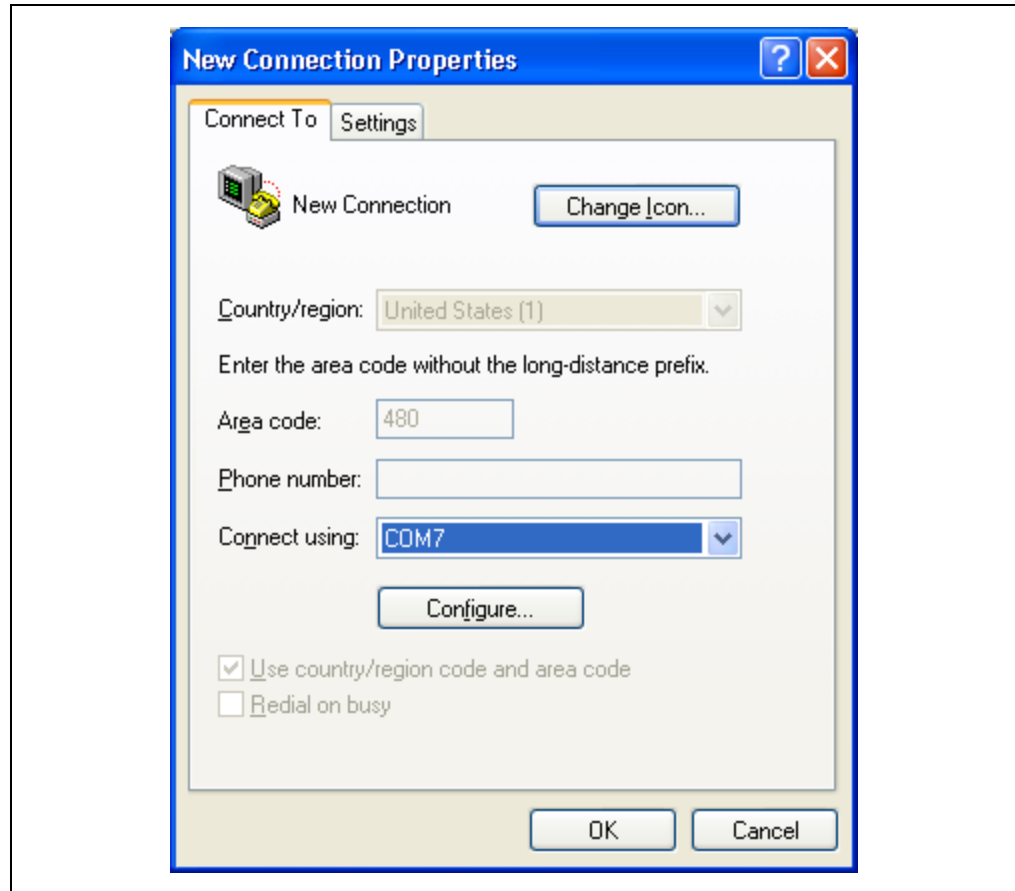 New Connection Properties
Connect To Settings
New Connection Change Icon...
Country/region: United States (1)
Enter the area code without the long-distance prefix.
Area code: 480
Phone number:
Connect using: COM7
Configure...
Use country/region code and area code
Redial on busy
OK Cancel